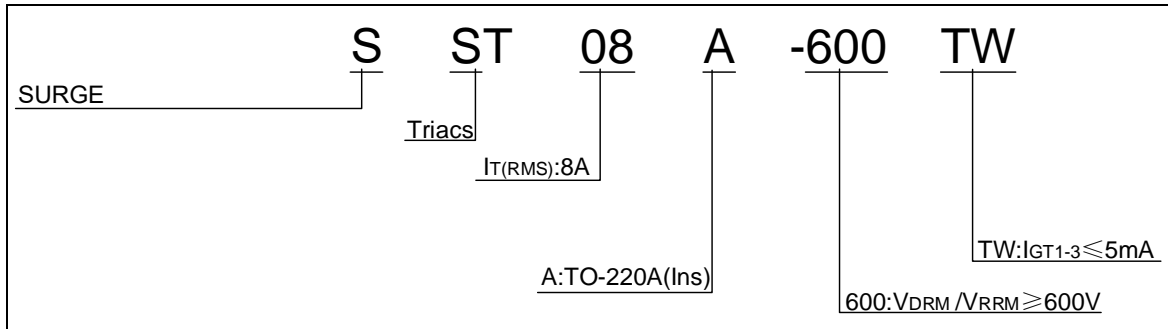 S ST 08 A -600 TW
SURGE
Triacs
IT(RMS):8A
TW:IGT1-3≤5mA
A:TO-220A(Ins)
600:VDRM /VRRM≥600V